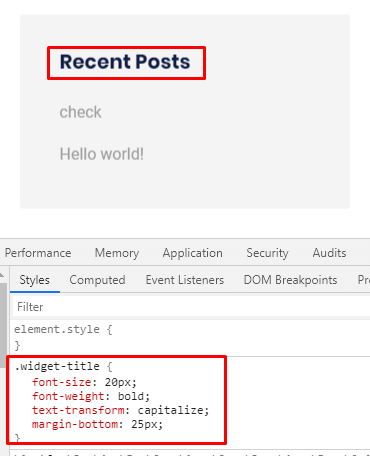 Recent Posts
check
Hello world!
Performance Memory Application Security Audits
Styles Computed Event Listeners DOM Breakpoints
Filter
element.style {
}
.widget-title {
font-size: 20px;
font-weight: bold;
text-transform: capitalize;
margin-bottom: 25px;
}